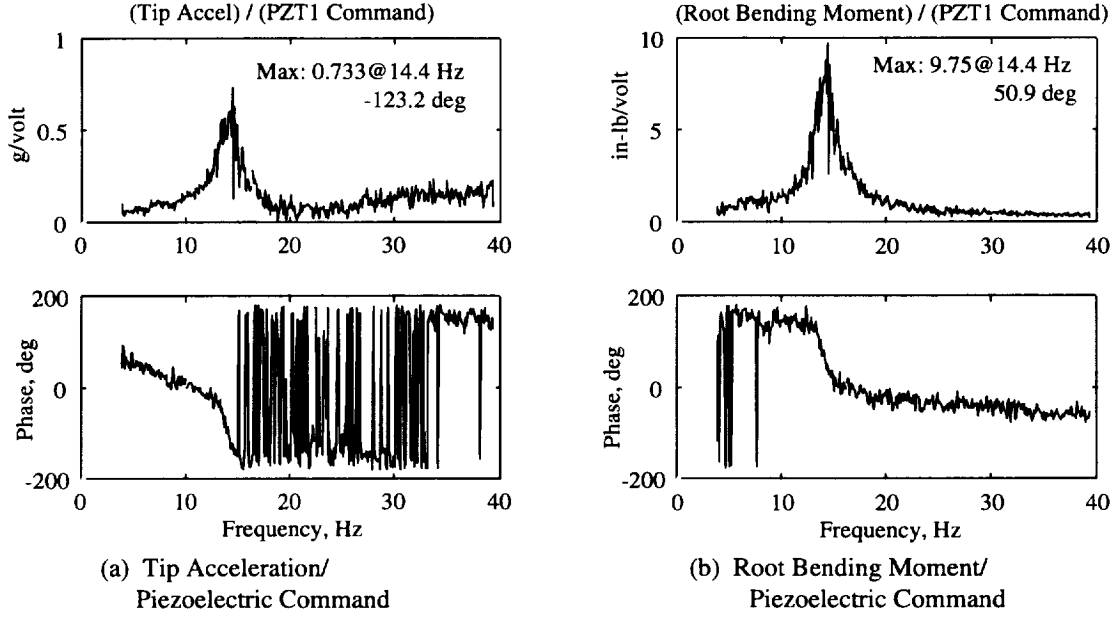 (Tip Accel) / (PZT1 Command)
1
Max: 0.733@14.4 Hz
-123.2 deg
g/volt
0.5
0
0 10 20 30 40
200
Phase, deg
0
-200
0 10 20 30 40
Frequency, Hz
(a) Tip Acceleration/
Piezoelectric Command
(Root Bending Moment) / (PZT1 Command)
10
Max: 9.75@14.4 Hz
50.9 deg
in-lb/volt
5
0
0 10 20 30 40
200
Phase, deg
0
-200
0 10 20 30 40
Frequency, Hz
(b) Root Bending Moment/
Piezoelectric Command